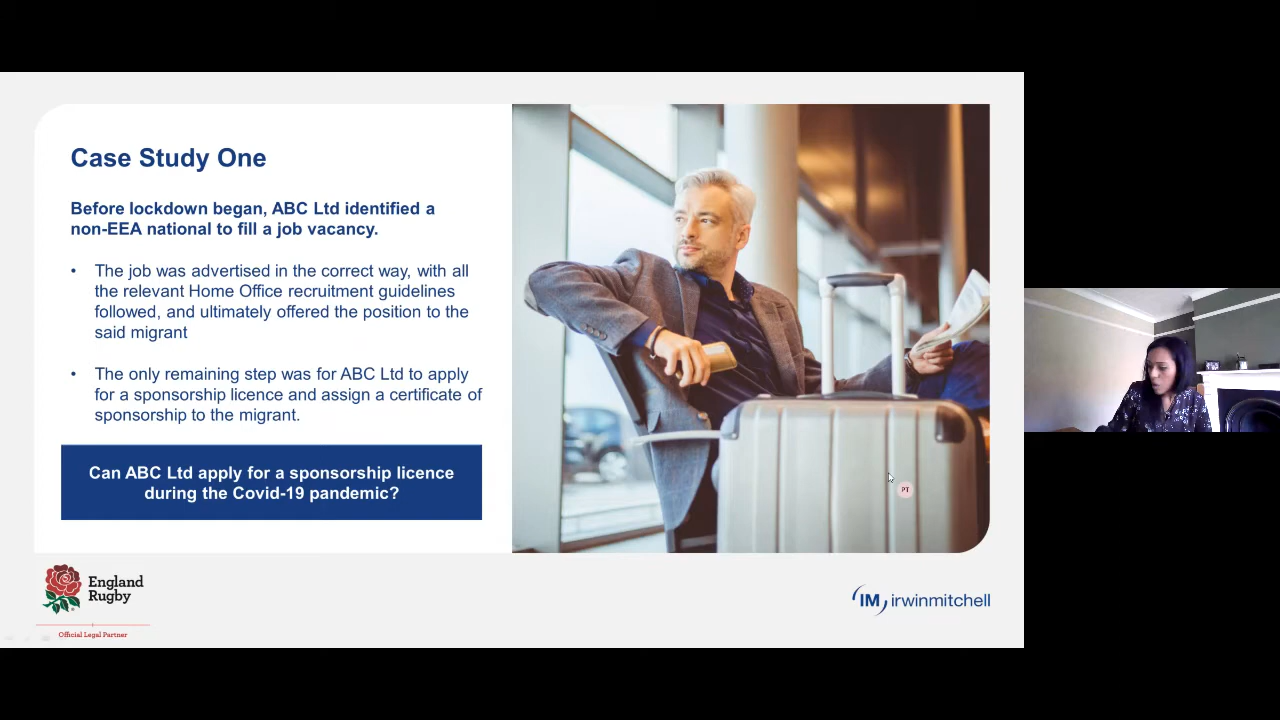 Case Study One
Before lockdown began, ABC Ltd identified a
non-EEA national to fill a job vacancy.
• The job was advertised in the correct way, with all
the relevant Home Office recruitment guidelines
followed, and ultimately offered the position to the
said migrant
• The only remaining step was for ABC Ltd to apply
for a sponsorship licence and assign a certificate of
sponsorship to the migrant.
Can ABC Ltd apply for a sponsorship licence
during the Covid-19 pandemic?
PT
England
Rugby
Official Legal Partner
IM irwinmitchell